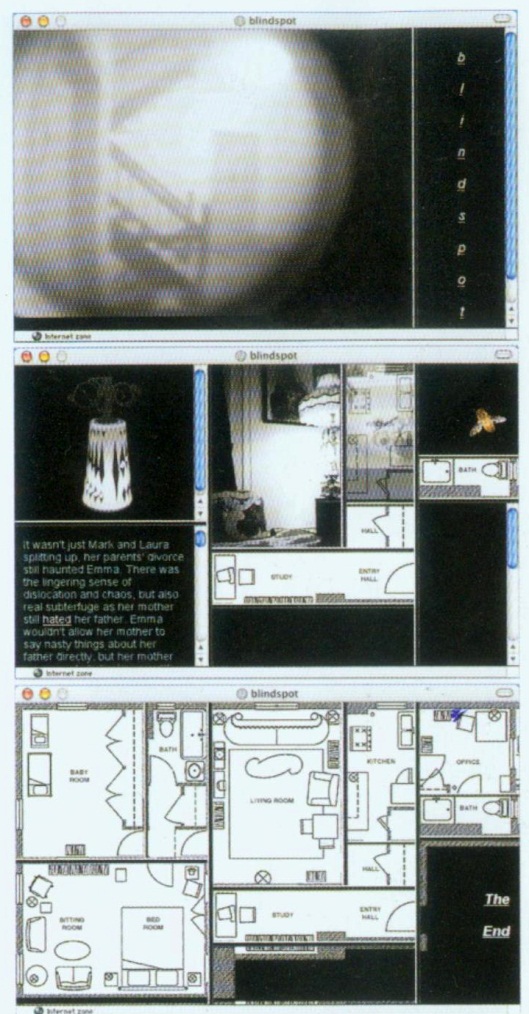 blindspot
b
l
i
n
d
s
p
o
t
Internet zone
blindspot
BATH
HALL
STUDY
ENTRY
HALL
It wasn't just Mark and Laura
splitting up, her parents' divorce
still haunted Emma. There was
the lingering sense of
dislocation and chaos, but also
real subterfuge as her mother
still hated her father. Emma
wouldn't allow her mother to
say nasty things about her
father directly, but her mother
Internet zone
blindspot
BABY
ROOM
BATH
LIVING ROOM
KITCHEN
OFFICE
BATH
HALL
SITTING
ROOM
BED
ROOM
STUDY
ENTRY
HALL
The
End
Internet zone